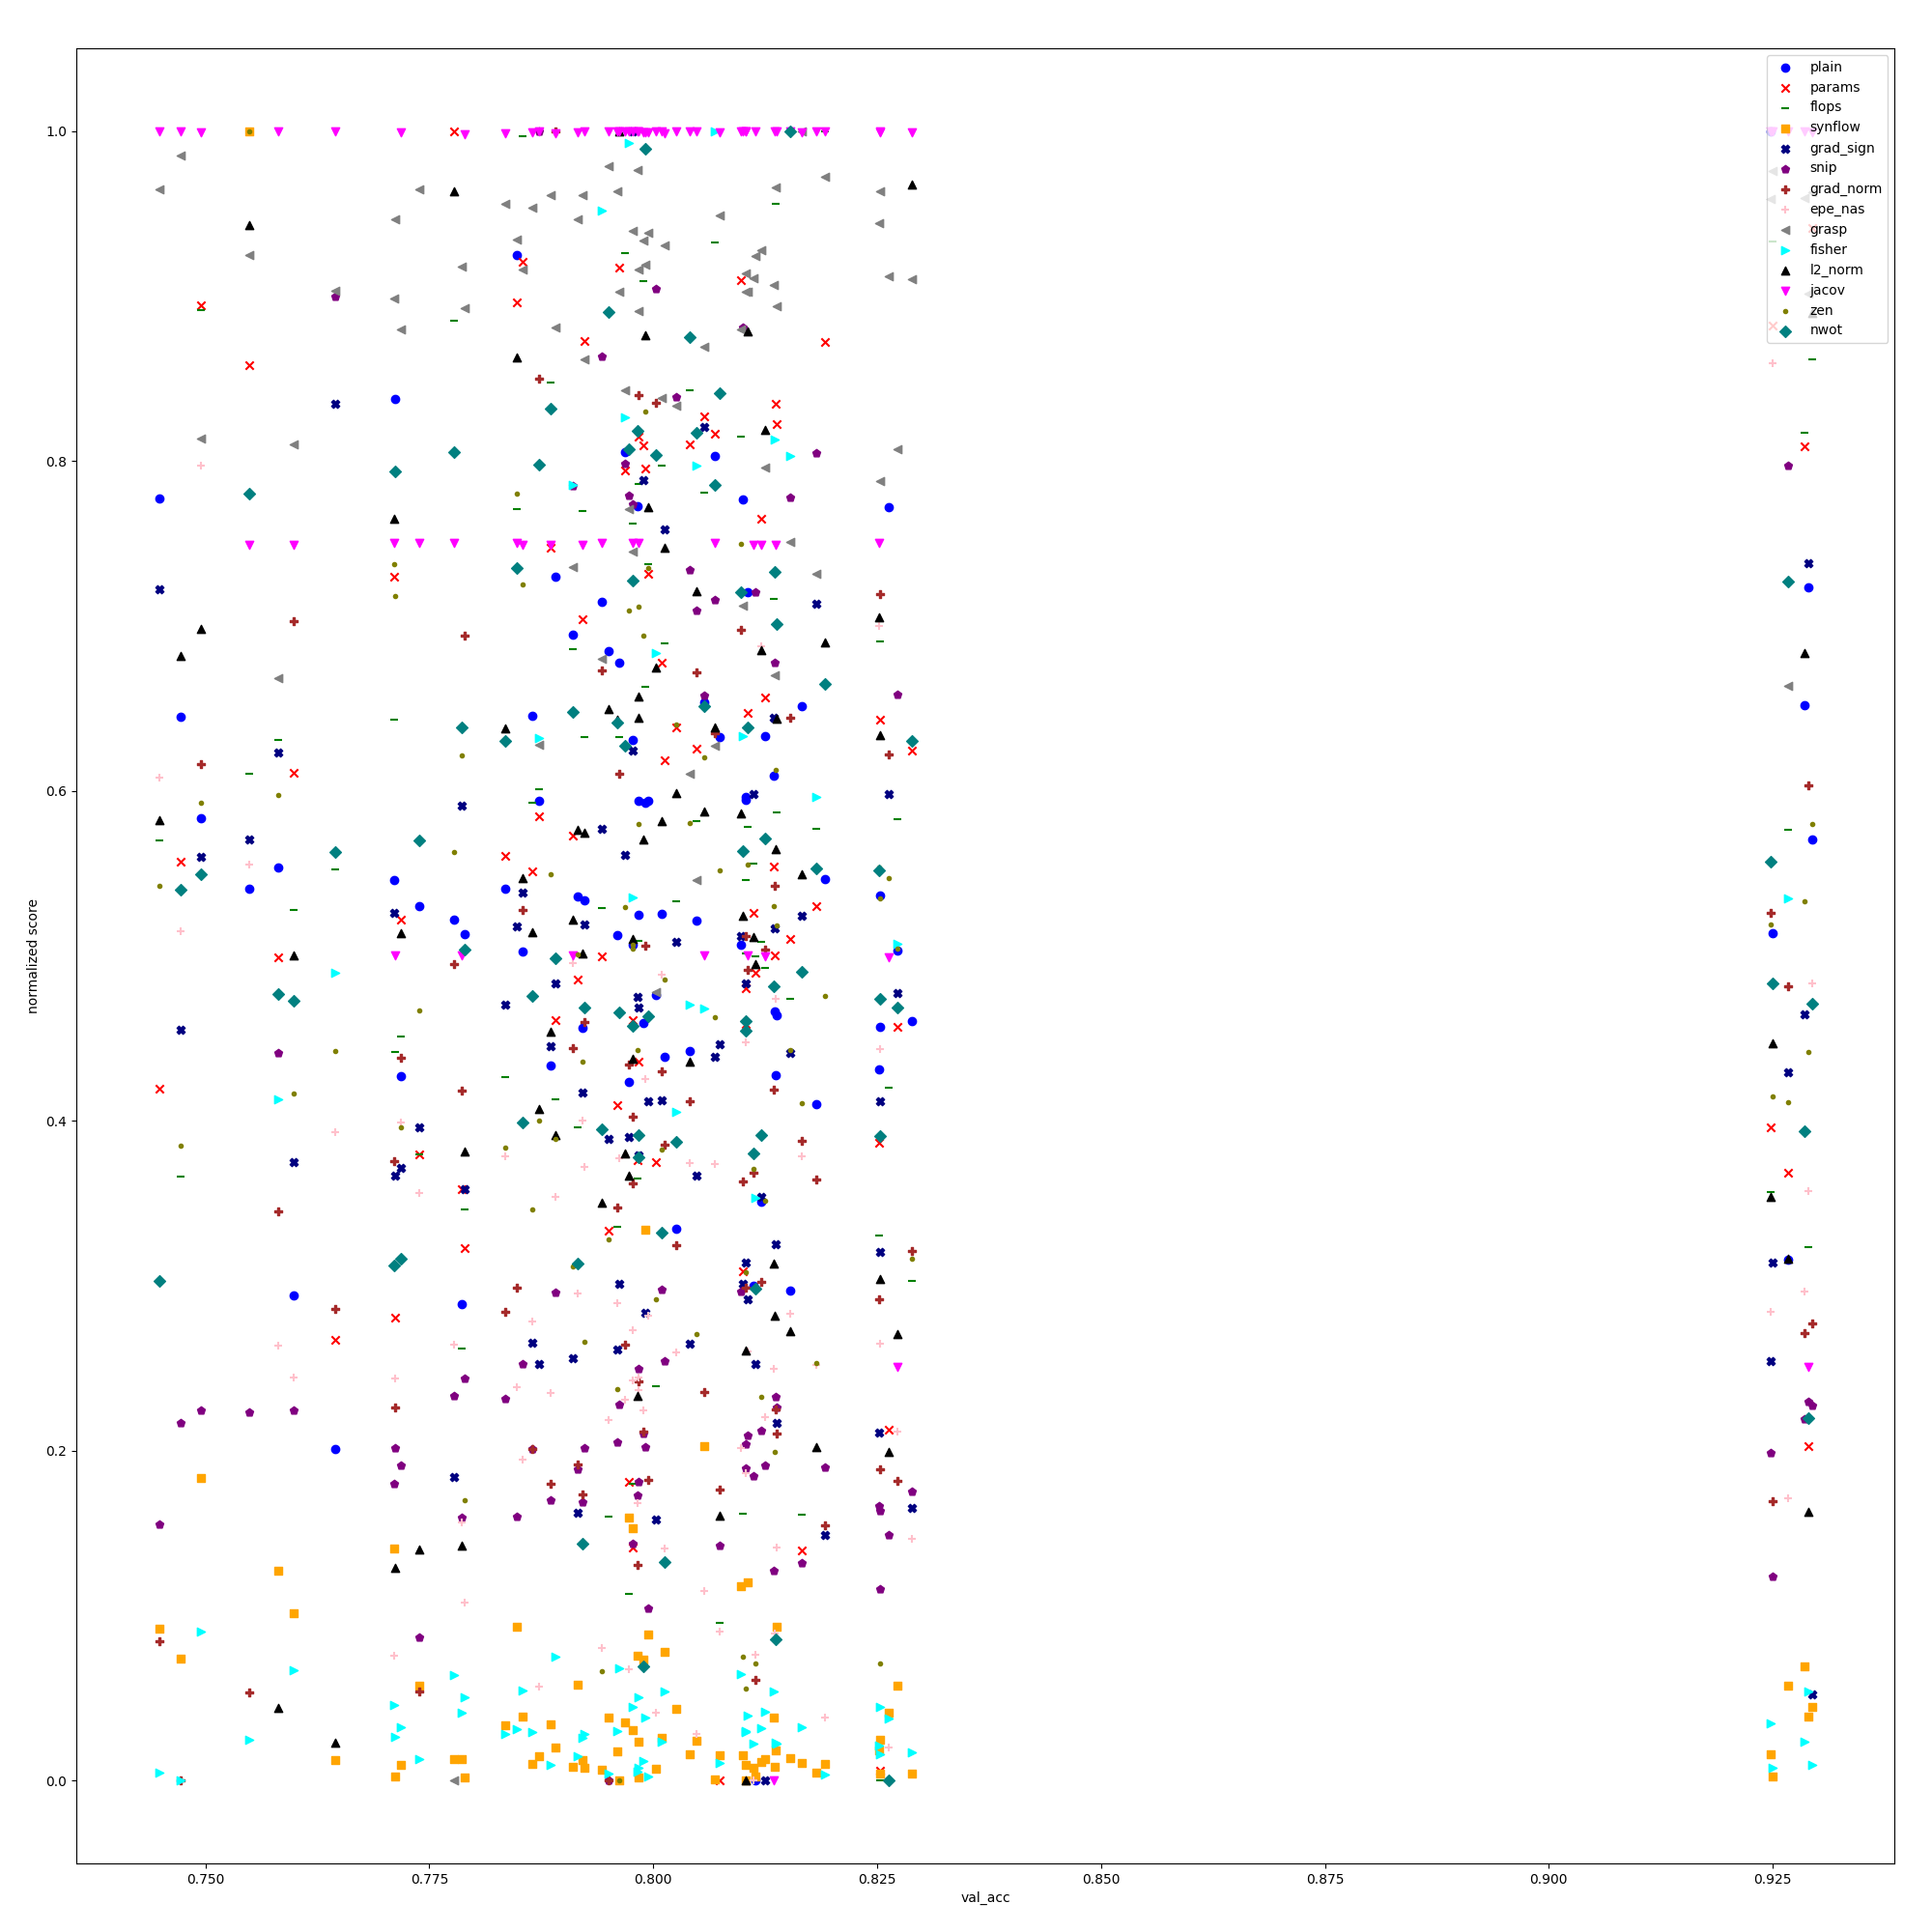 1.0
0.8
0.6
0.4
0.2
0.0
normalized score
0.750
0.775
0.800
0.825
0.850
0.875
0.900
0.925
val_acc
plain
params
flops
synflow
grad_sign
snip
grad_norm
epe_nas
grasp
fisher
l2_norm
jacov
zen
nwot